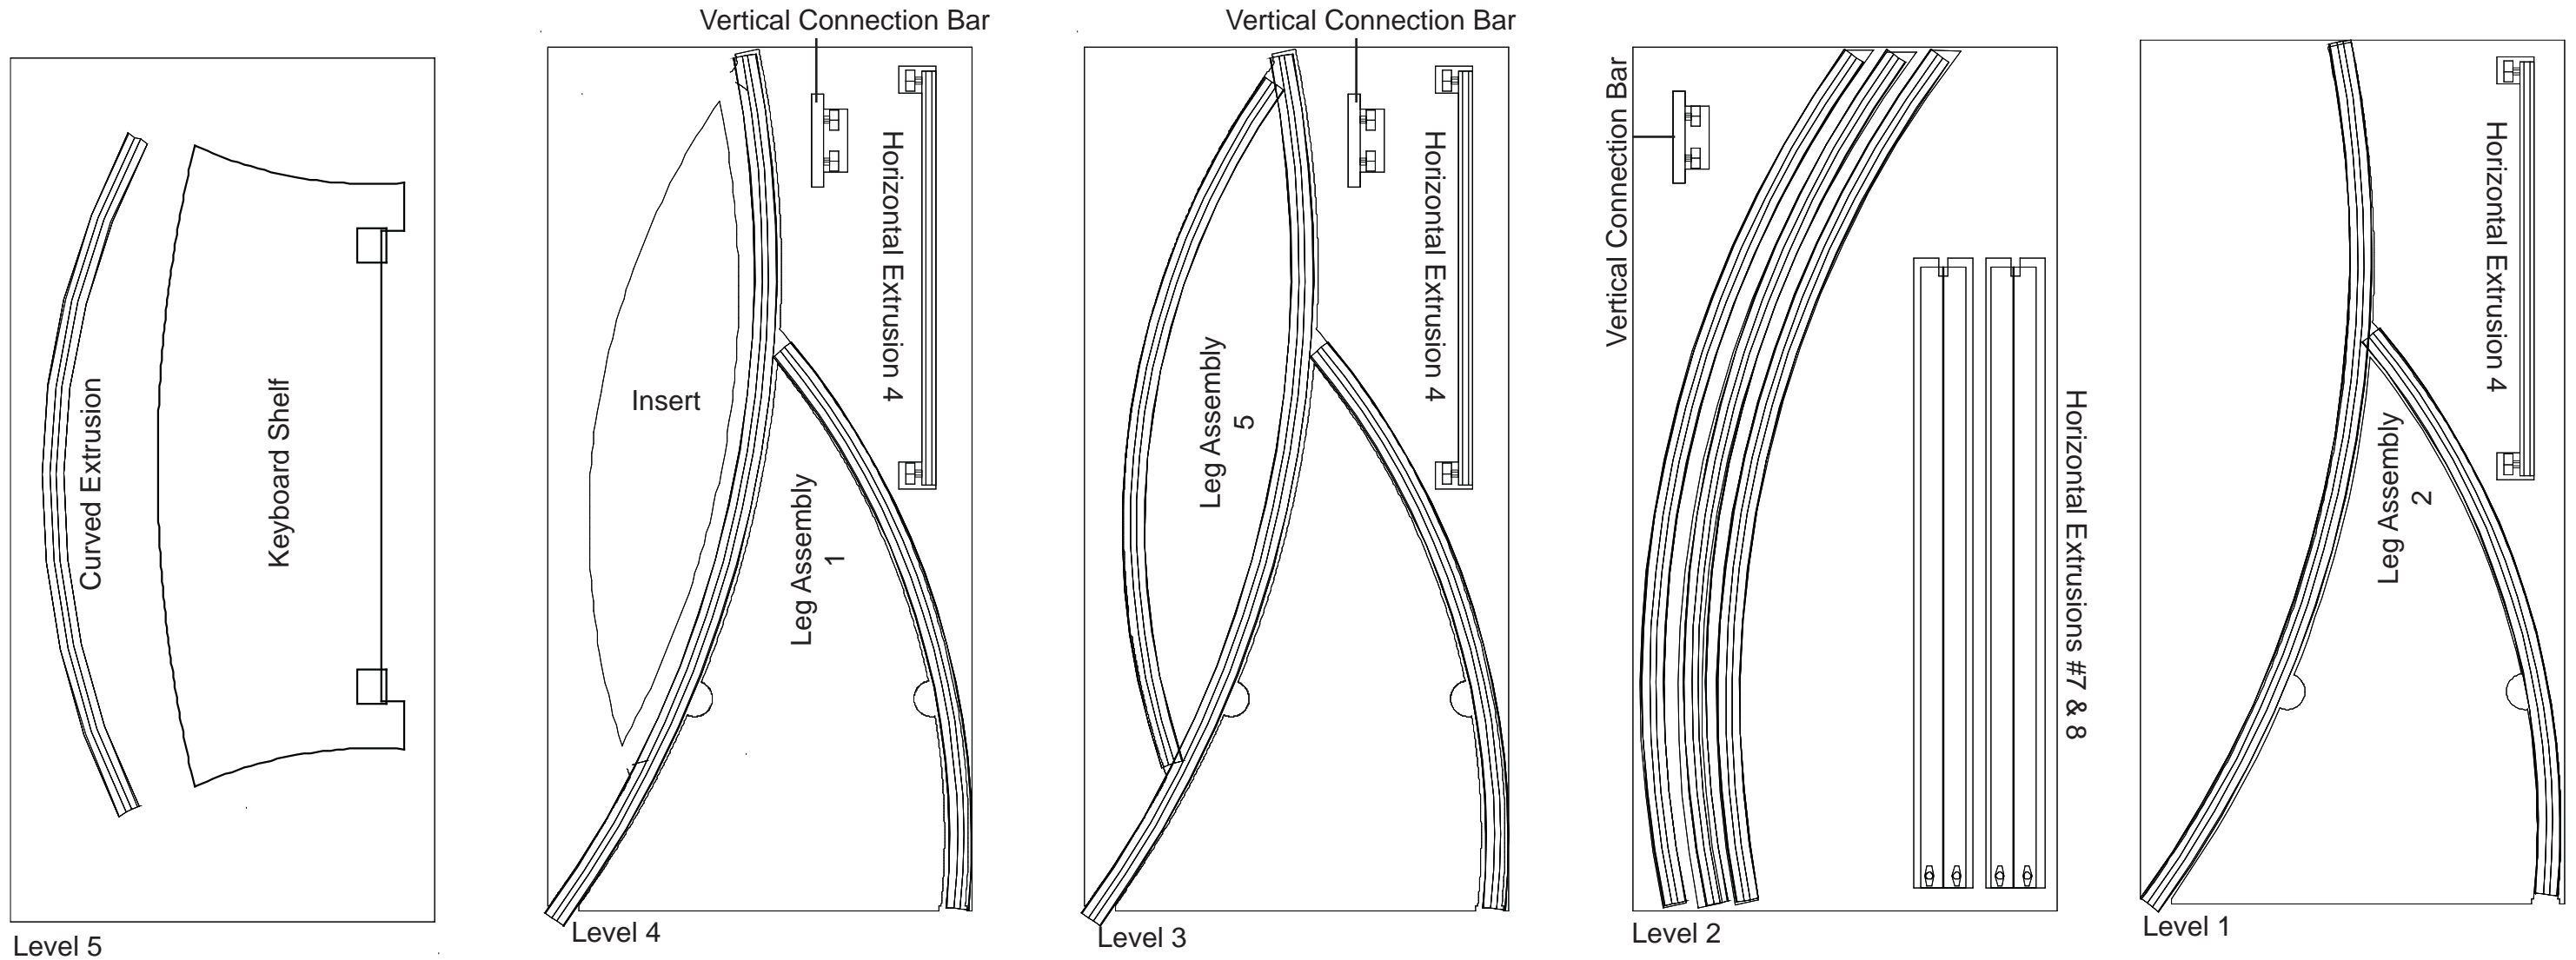 Vertical Connection Bar
Vertical Connection Bar
Curved Extrusion
Keyboard Shelf
Level 5
Insert
Leg Assembly
1
Horizontal Extrusion 4
Level 4
Leg Assembly
5
Horizontal Extrusion 4
Level 3
Vertical Connection Bar
Horizontal Extrusions #7 & 8
Level 2
Leg Assembly
2
Horizontal Extrusion 4
Level 1